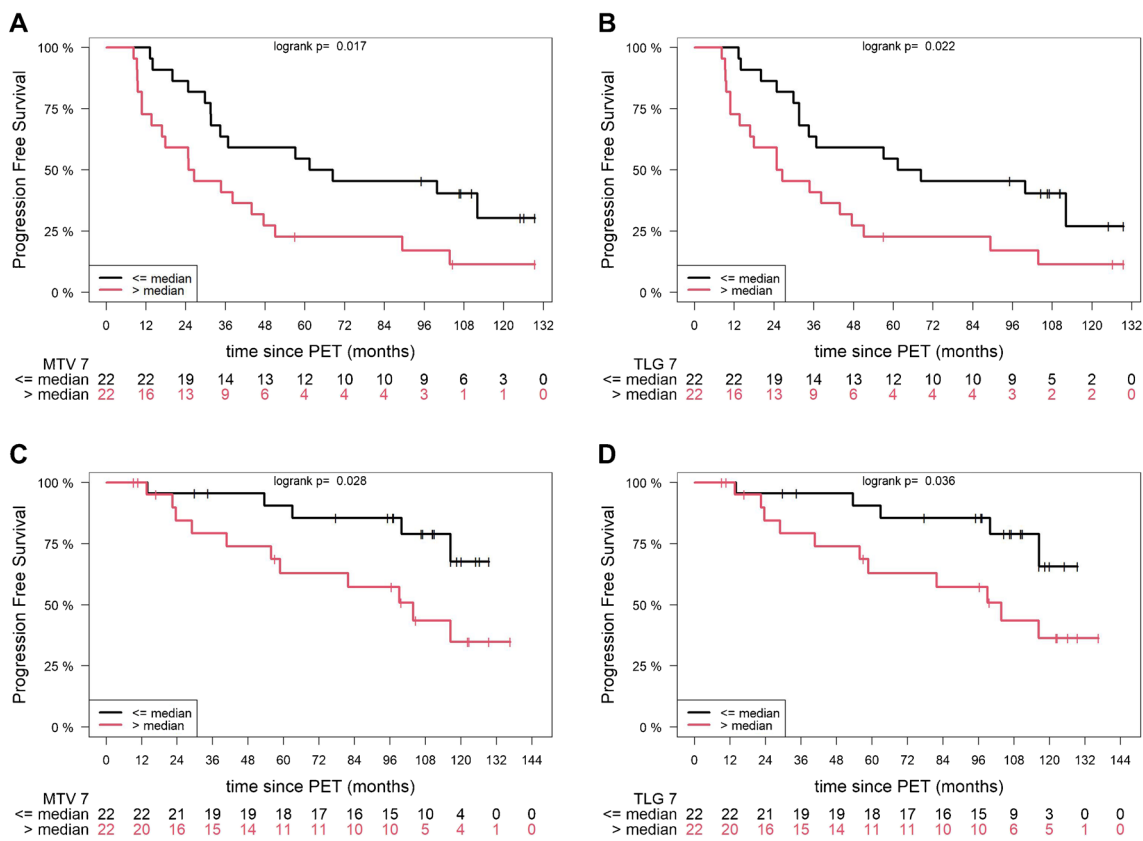 A
logrank p= 0.017
100 %
75 %
50 %
25 %
0 %
Progression Free Survival
<= median
> median
0 12 24 36 48 60 72 84 96 108 120 132
time since PET (months)
MTV 7
<= median 22 22 19 14 13 12 10 10 9 6 3 0
> median 22 16 13 9 6 4 4 4 3 1 1 0
B
logrank p= 0.022
100 %
75 %
50 %
25 %
0 %
Progression Free Survival
<= median
> median
0 12 24 36 48 60 72 84 96 108 120 132
time since PET (months)
TLG 7
<= median 22 22 19 14 13 12 10 10 9 5 2 0
> median 22 16 13 9 6 4 4 4 3 2 2 0
C
logrank p= 0.028
100 %
75 %
50 %
25 %
0 %
Progression Free Survival
<= median
> median
0 12 24 36 48 60 72 84 96 108 120 132 144
time since PET (months)
MTV 7
<= median 22 22 21 19 19 18 17 16 15 10 4 0 0
> median 22 20 16 15 14 11 11 10 10 5 4 1 0
D
logrank p= 0.036
100 %
75 %
50 %
25 %
0 %
Progression Free Survival
<= median
> median
0 12 24 36 48 60 72 84 96 108 120 132 144
time since PET (months)
TLG 7
<= median 22 22 21 19 19 18 17 16 15 9 3 0 0
> median 22 20 16 15 14 11 11 10 10 6 5 1 0